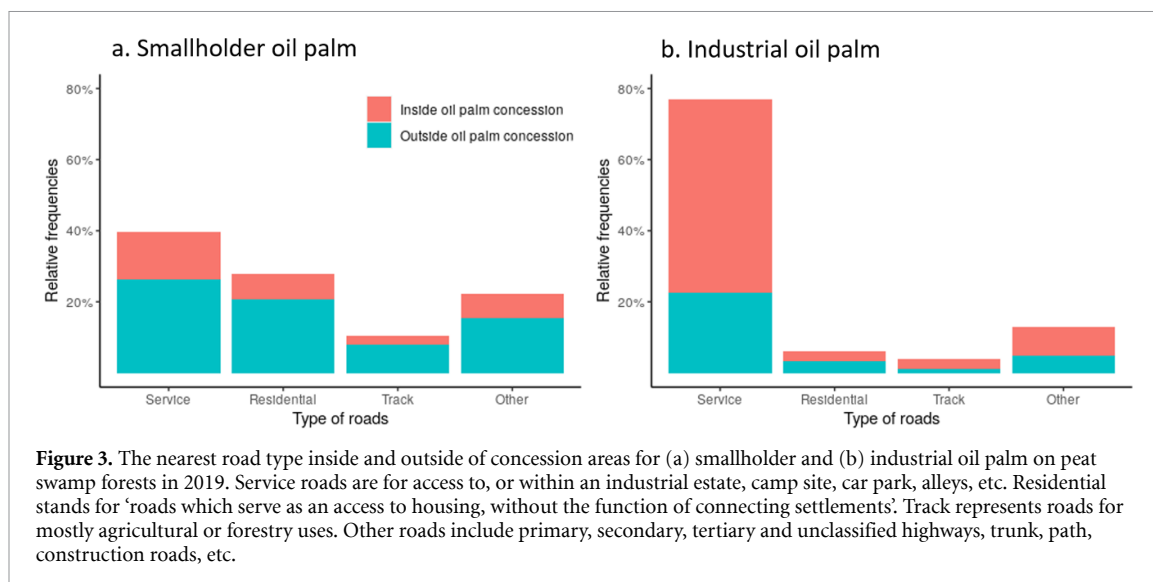 a. Smallholder oil palm
80%
60%
40%
20%
Relative frequencies
Inside oil palm concession
Outside oil palm concession
Service
Residential
Track
Other
Type of roads
b. Industrial oil palm
80%
60%
40%
20%
Relative frequencies
Service
Residential
Track
Other
Type of roads
Figure 3. The nearest road type inside and outside of concession areas for (a) smallholder and (b) industrial oil palm on peat
swamp forests in 2019. Service roads are for access to, or within an industrial estate, camp site, car park, alleys, etc. Residential
stands for ‘roads which serve as an access to housing, without the function of connecting settlements’. Track represents roads for
mostly agricultural or forestry uses. Other roads include primary, secondary, tertiary and unclassified highways, trunk, path,
construction roads, etc.